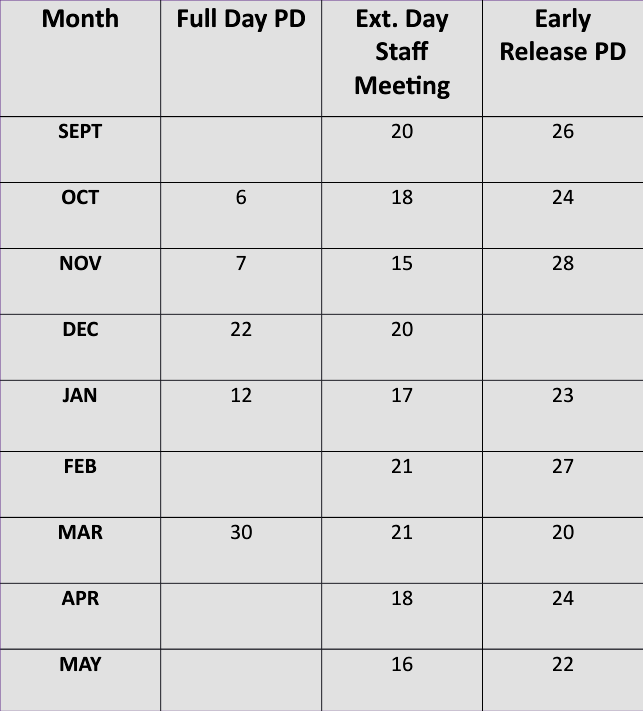 Month Full Day PD Ext. Day Staff Meeting Early Release PD
SEPT 20 26
OCT 6 18 24
NOV 7 15 28
DEC 22 20
JAN 12 17 23
FEB 21 27
MAR 30 21 20
APR 18 24
MAY 16 22